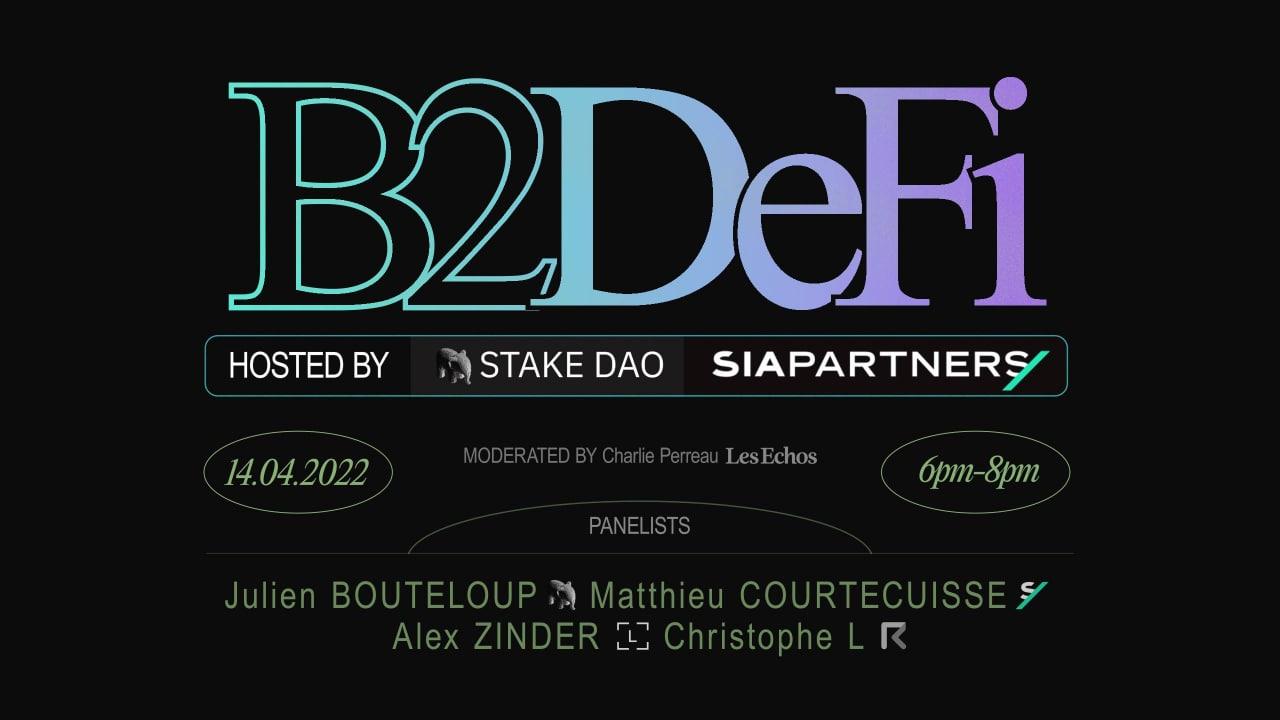 B2DeFi
HOSTED BY STAKE DAO SIAPARTNERS
MODERATED BY Charlie Perreau Les Echos
14.04.2022
6pm-8pm
PANELISTS
Julien BOUTELOUP Matthieu COURTECUISSE S
Alex ZINDER L Christophe L R